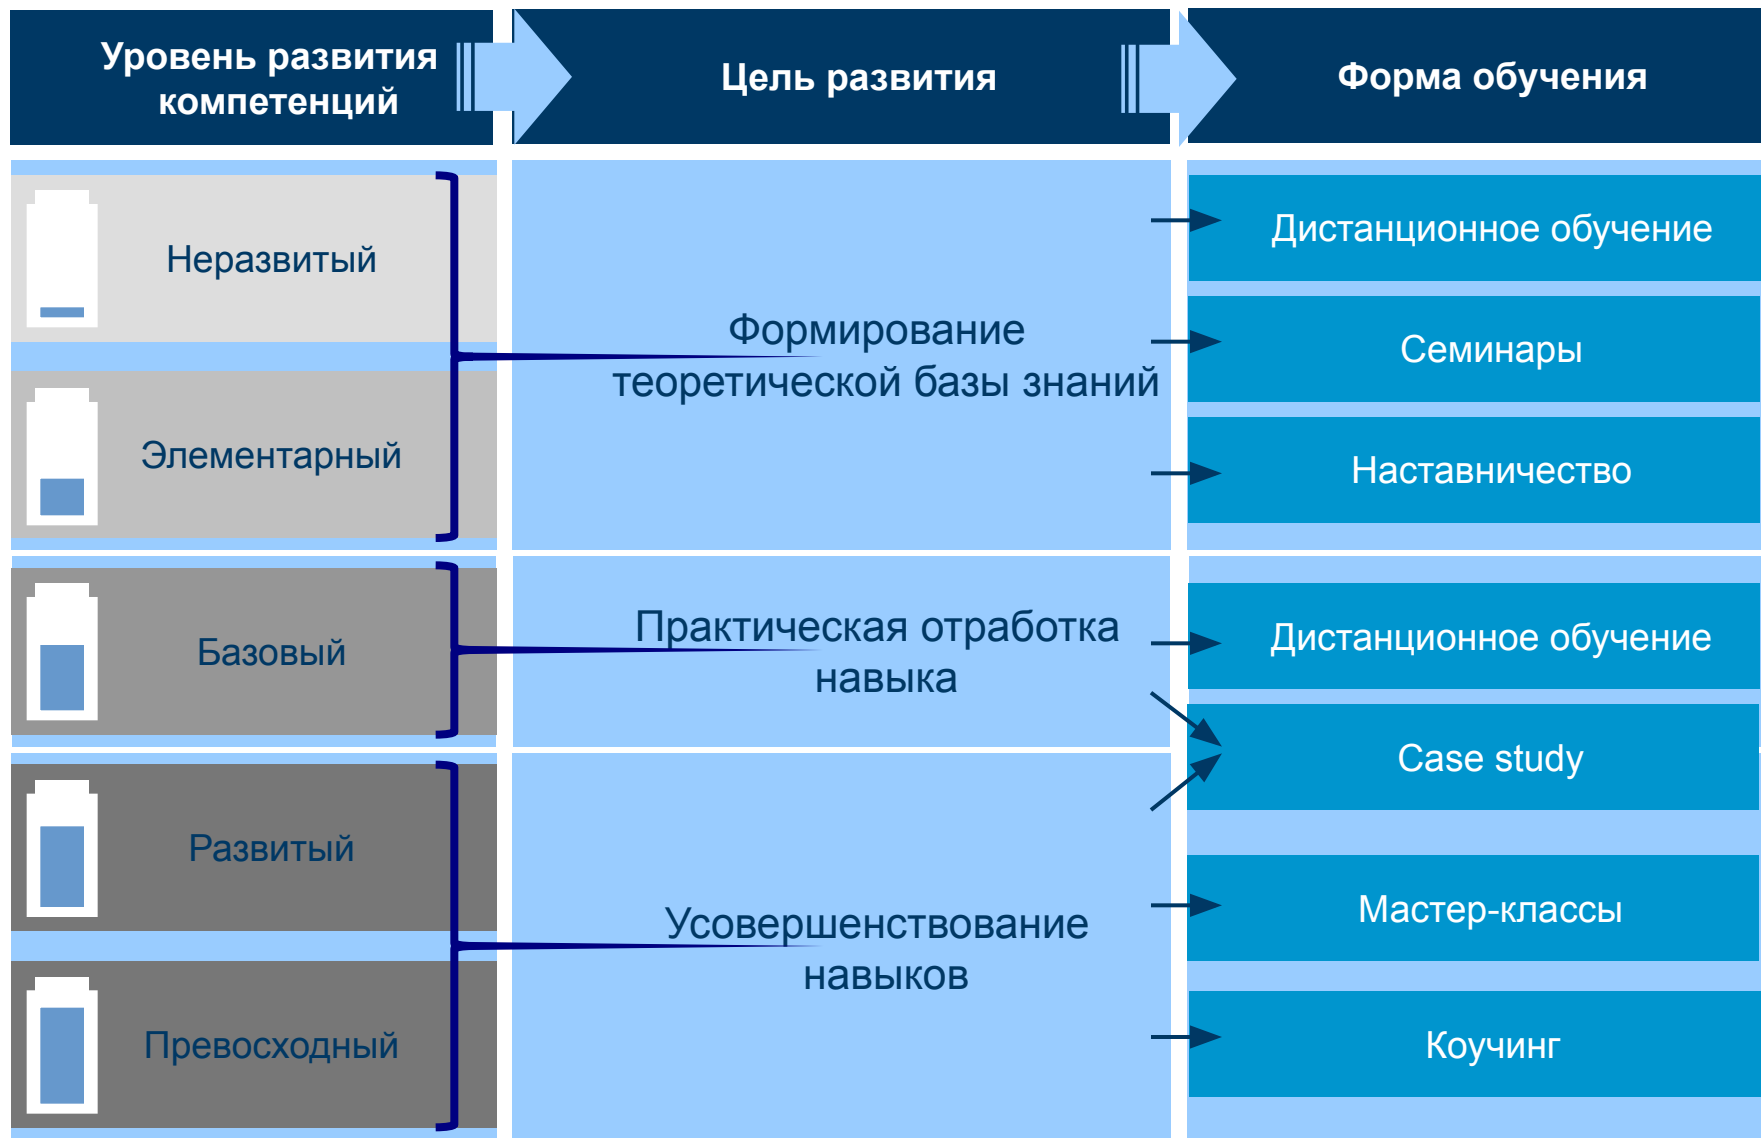 Уровень развития
компетенций
Цель развития
Форма обучения
Неразвитый
Элементарный
Формирование
теоретической базы знаний
Дистанционное обучение
Семинары
Наставничество
Базовый
Практическая отработка
навыка
Дистанционное обучение
Case study
Развитый
Превосходный
Усовершенствование
навыков
Мастер-классы
Коучинг